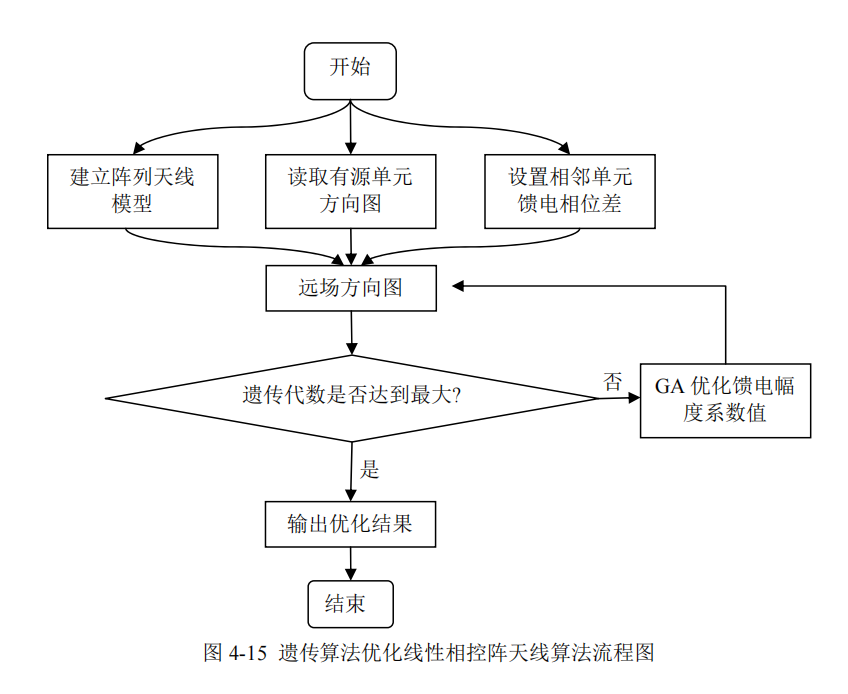 开始
建立阵列天线
模型
读取有源单元
方向图
设置相邻单元
馈电相位差
远场方向图
遗传代数是否达到最大?
否
GA 优化馈电幅
度系数值
是
输出优化结果
结束
图 4-15 遗传算法优化线性相控阵天线算法流程图